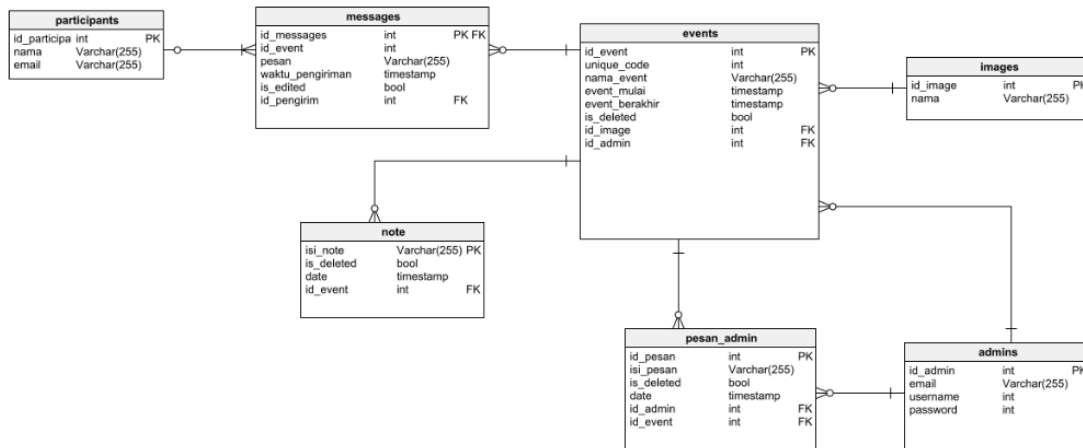 participants
id_participa int PK
nama Varchar(255)
email Varchar(255)
messages
id_messages int PK FK
id_event int
pesan Varchar(255)
waktu_pengiriman timestamp
is_edited bool
id_pengirim int FK
events
id_event int PK
unique_code int
nama_event Varchar(255)
event_mulai timestamp
event_berakhir timestamp
is_deleted bool
id_image int FK
id_admin int FK
images
id_image int PK
nama Varchar(255)
note
isi_note Varchar(255) PK
is_deleted bool
date timestamp
id_event int FK
pesan_admin
id_pesan int PK
isi_pesan Varchar(255)
is_deleted bool
date timestamp
id_admin int FK
id_event int FK
admins
id_admin int PK
email Varchar(255)
username int
password int